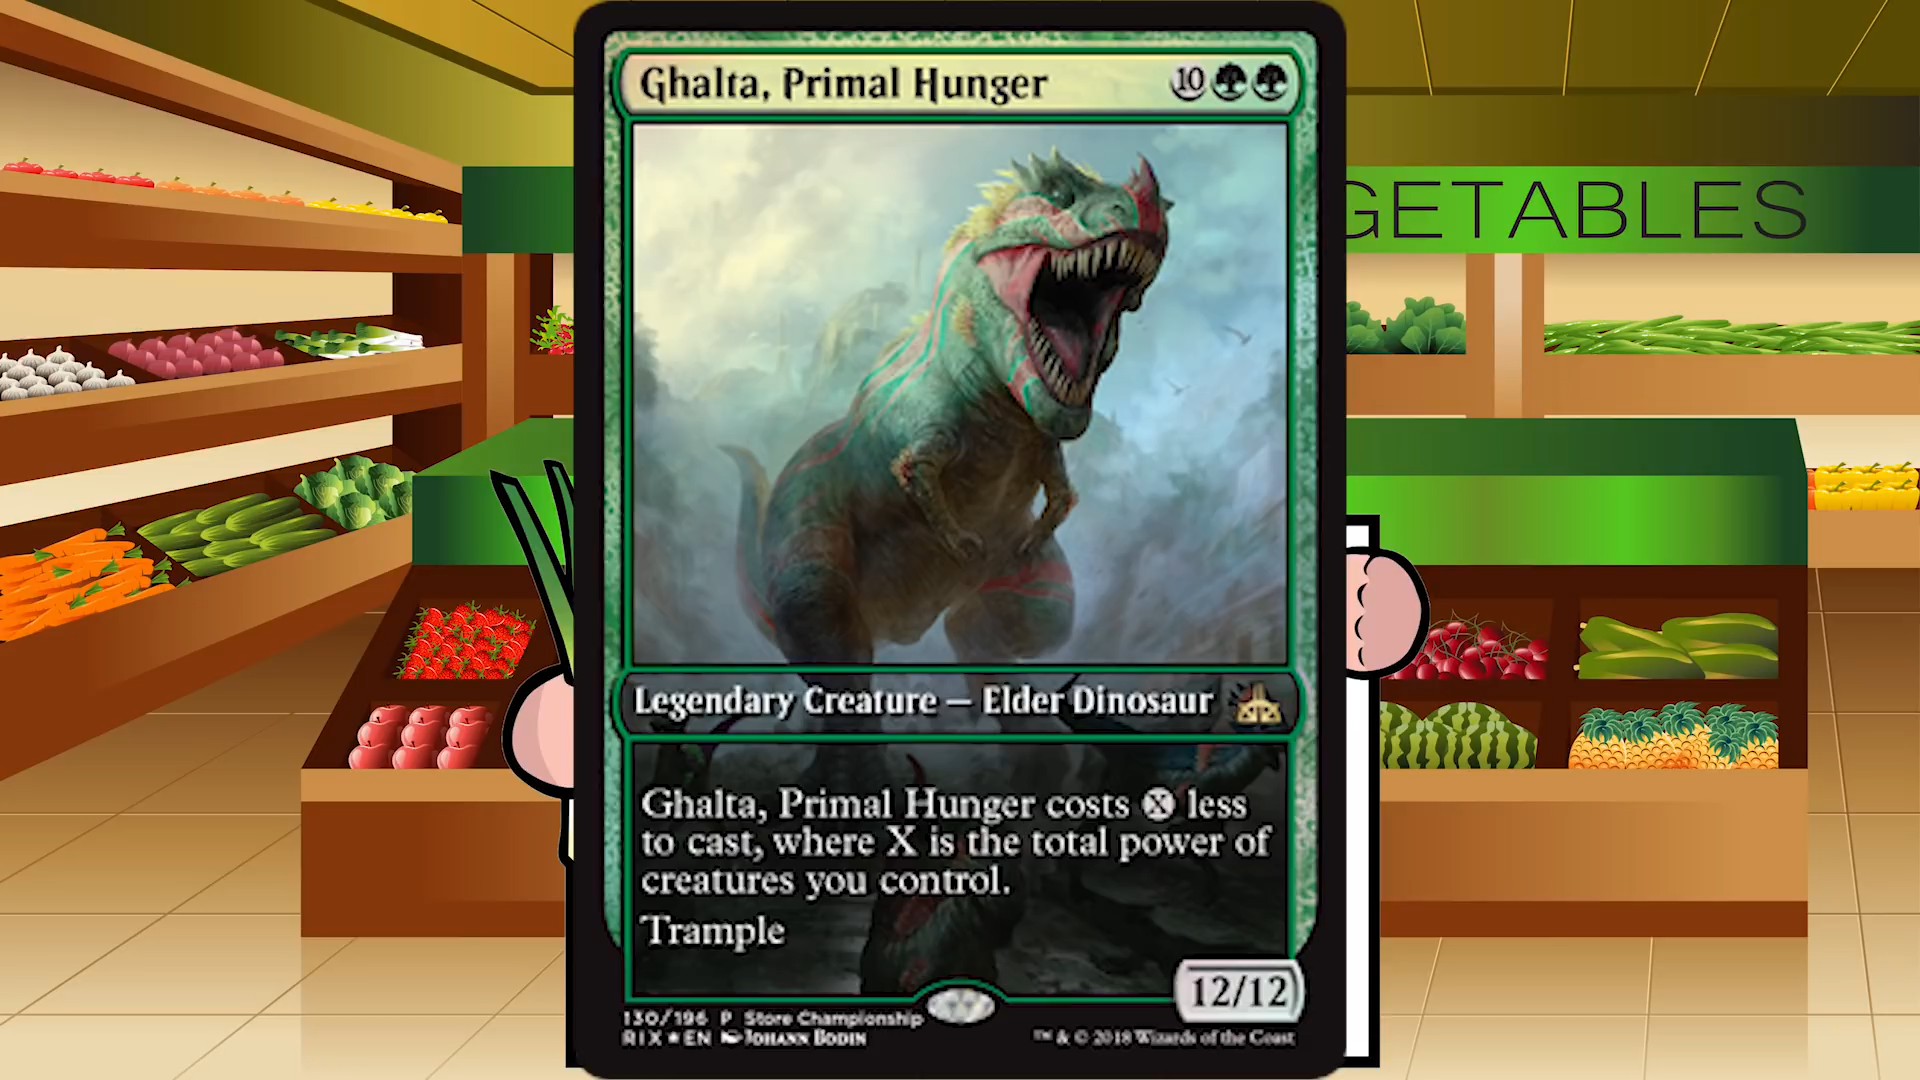 Ghalta, Primal Hunger 10
GETABLES
Legendary Creature — Elder Dinosaur
Ghalta, Primal Hunger costs X less
to cast, where X is the total power of
creatures you control.
Trample
12/12
130/196 P Store Championship
RIX ★ EN Johann Bodin
™ & © 2018 Wizards of the Coast